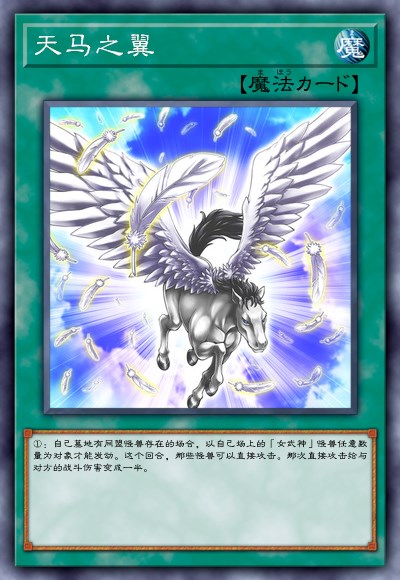 天马之翼
魔
【魔法カード】
ま ほう
①：自己墓地有同盟怪兽存在的场合，以自己场上的「女武神」怪兽任意数
量为对象才能发动。这个回合，那些怪兽可以直接攻击。那次直接攻击给与
对方的战斗伤害变成一半。